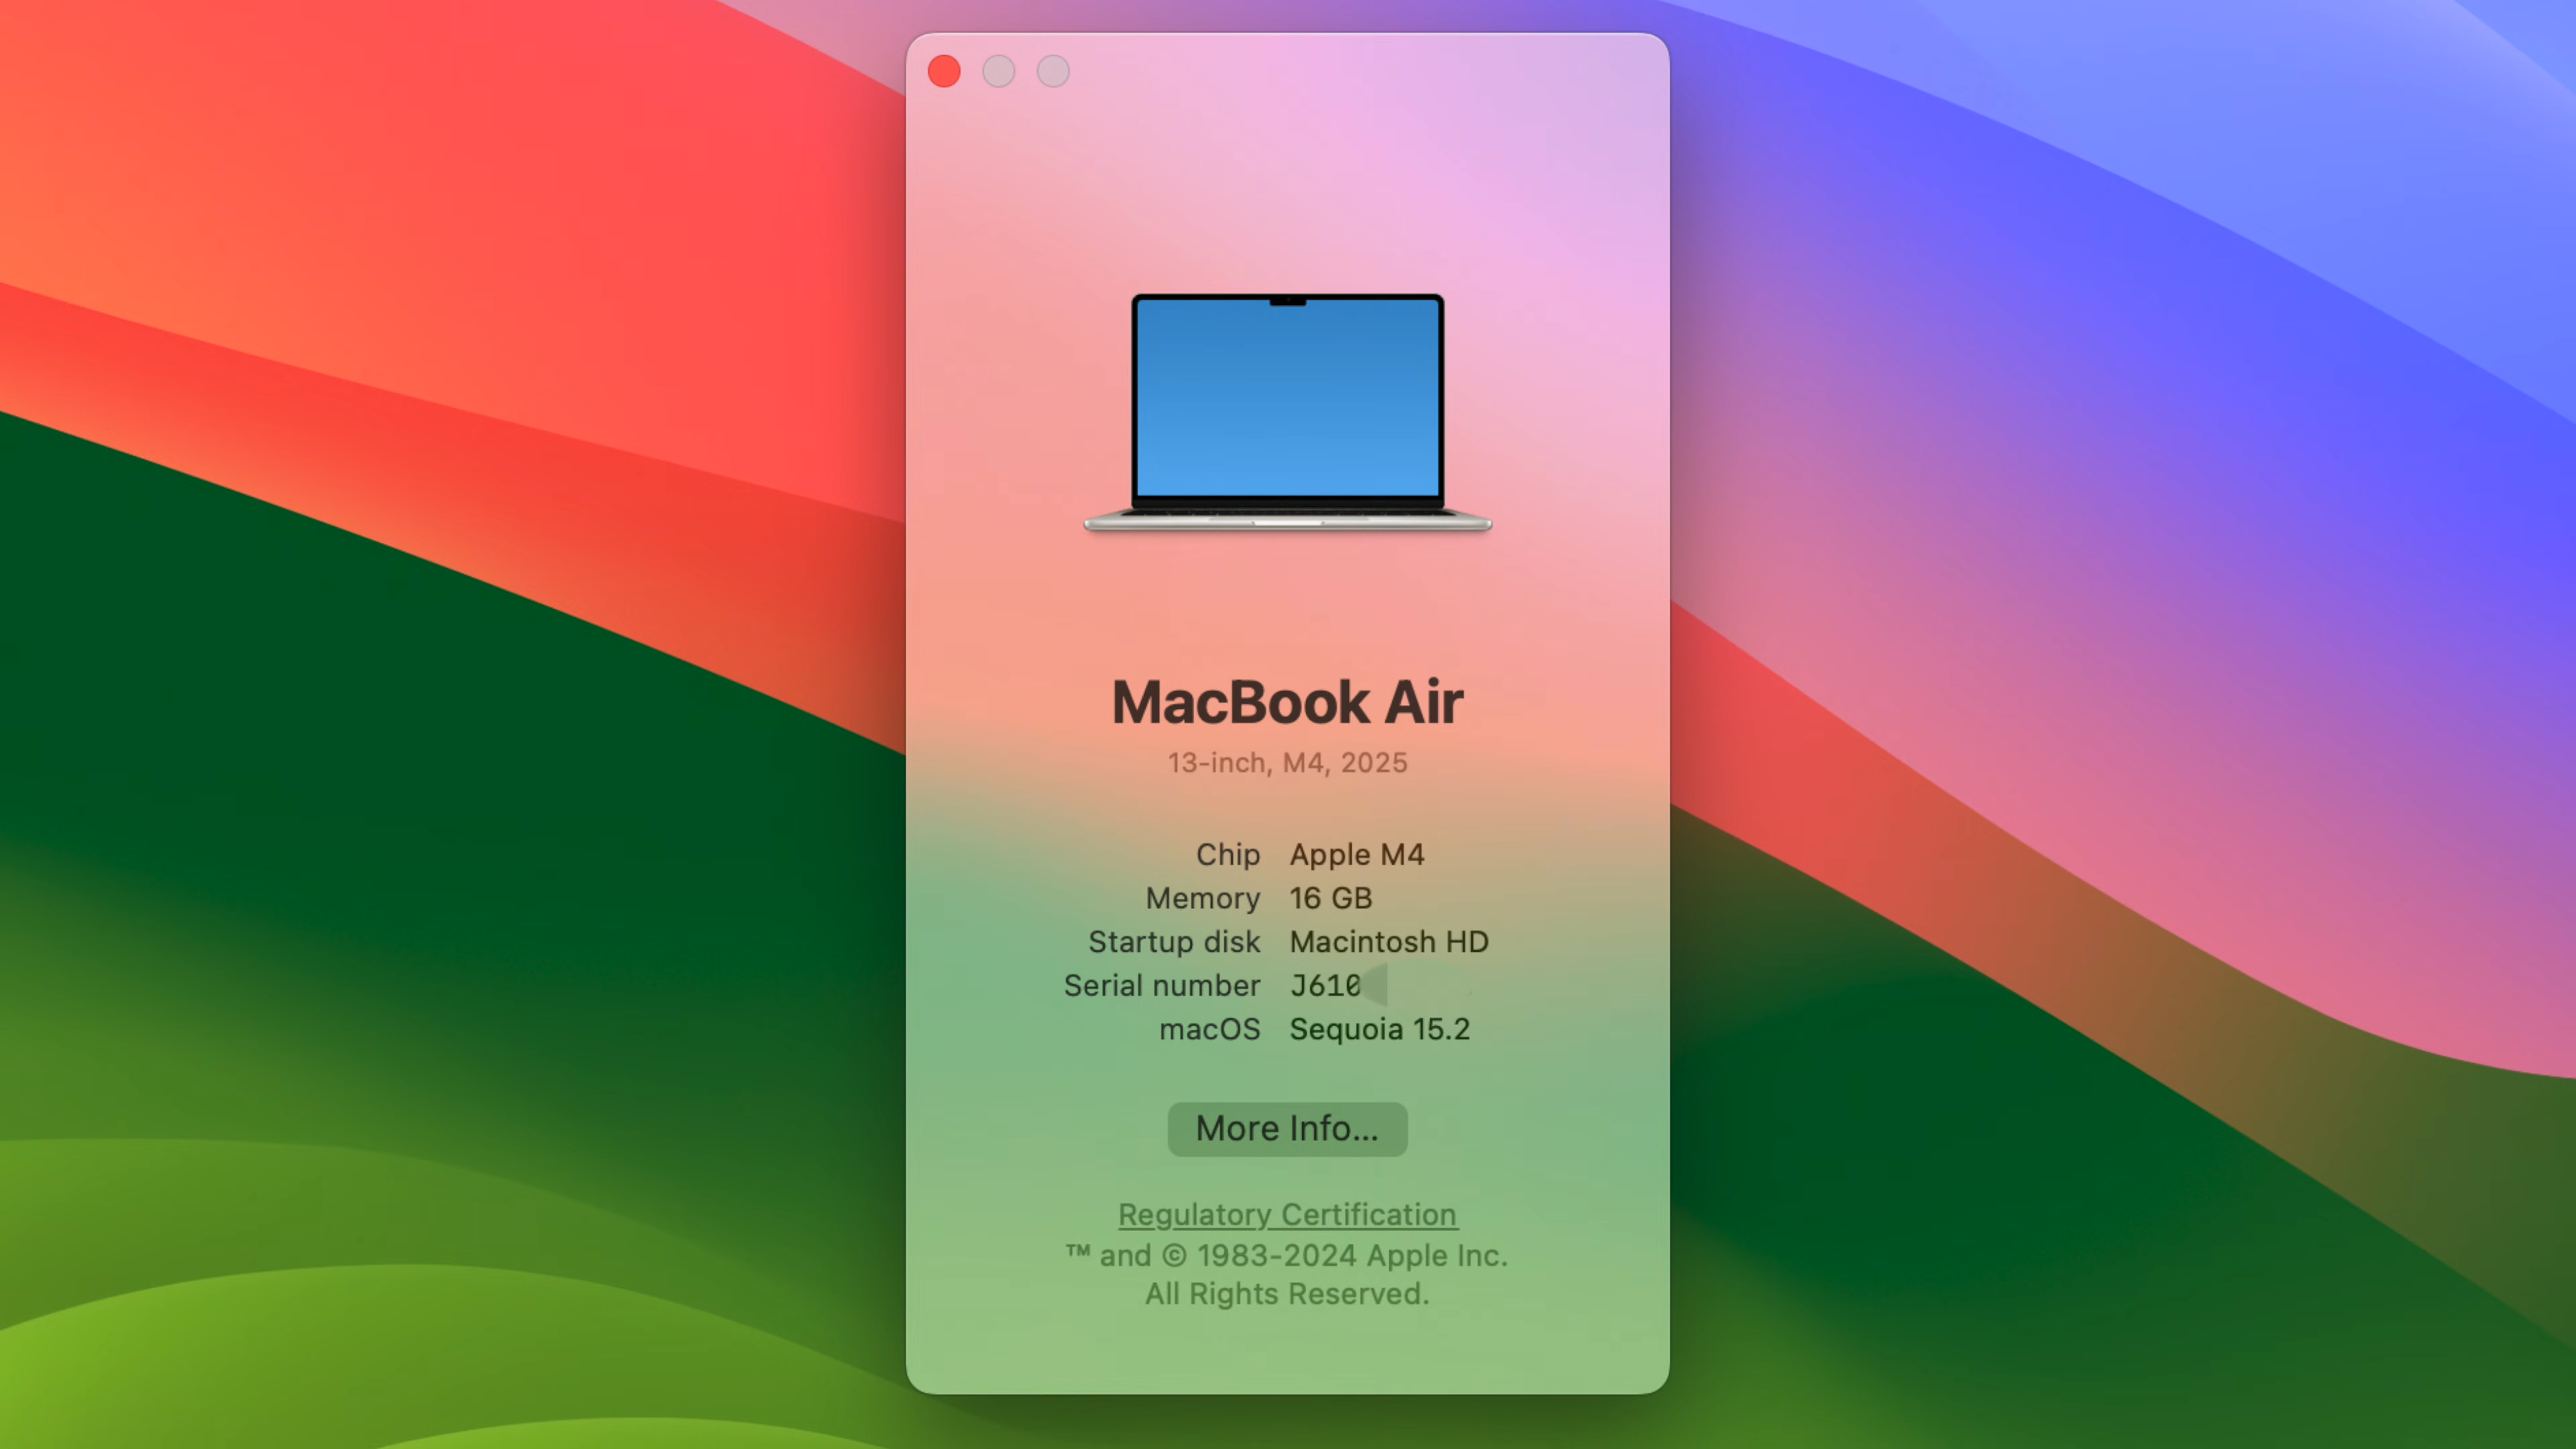 MacBook Air
13-inch, M4, 2025
Chip Apple M4
Memory 16 GB
Startup disk Macintosh HD
Serial number J610
macOS Sequoia 15.2
More Info...
Regulatory Certification
™ and © 1983-2024 Apple Inc.
All Rights Reserved.